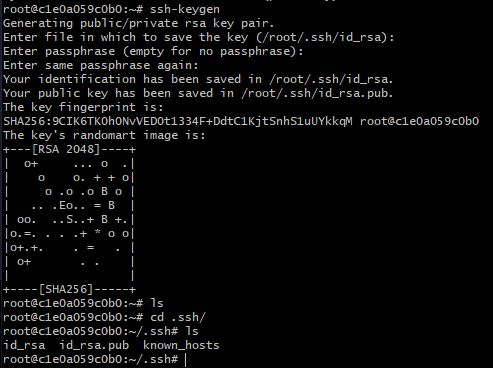 root@c1e0a059c0b0:~# ssh-keygen
Generating public/private rsa key pair.
Enter file in which to save the key (/root/.ssh/id_rsa):
Enter passphrase (empty for no passphrase):
Enter same passphrase again:
Your identification has been saved in /root/.ssh/id_rsa.
Your public key has been saved in /root/.ssh/id_rsa.pub.
The key fingerprint is:
SHA256:9CIK6TK0hONvVEDOt1334F+DdtC1KjtSnhS1uUYkkqM root@c1e0a059c0b0
The key's randomart image is:
+---[RSA 2048]----+
|  o+     ... o  .|
|    o    o. + + o|
|     o .o .o B o |
|   .. .Eo.. = B  |
| oo.  ..S..+ B +.|
|o.=. . . .+ * o o|
|o+.+.    . =   . |
| o+       . .    |
|                 |
+----[SHA256]-----+
root@c1e0a059c0b0:~# ls
root@c1e0a059c0b0:~# cd .ssh/
root@c1e0a059c0b0:~/.ssh# ls
id_rsa  id_rsa.pub  known_hosts
root@c1e0a059c0b0:~/.ssh#